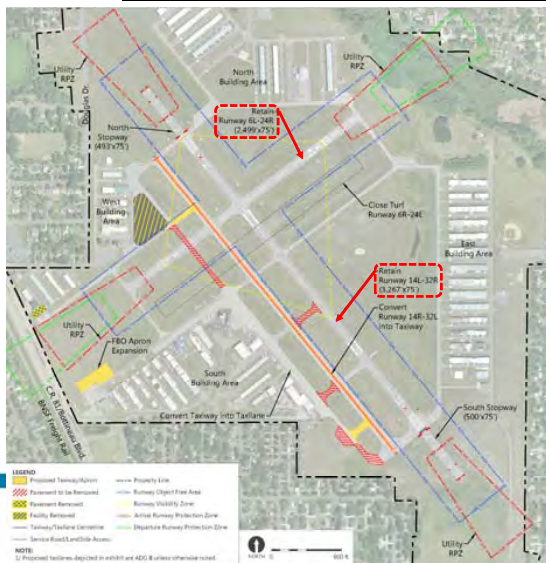 Utility
RPZ
Douglas Dr.
North
Building Area
Utility
RPZ
North
Stopway
(493'x75')
Retain
Runway 6L-24R
(2,499'x75')
West
Building
Area
Close Turf
Runway 6R-24L
East
Building Area
Retain
Runway 14L-32R
(3,267'x75')
Convert
Runway 14R-32L
Into Taxiway
Utility
RPZ
FBO Apron
Expansion
South
Building Area
C.R. 81/Bottineau Blvd.
BNSF Freight Rail
Convert Taxiway into Taxilane
South Stopway
(500'x75')
Utility
RPZ
LEGEND
Proposed Taxiway/Apron
Property Line
Pavement to be Removed
Runway Object Free Area
Pavement Removed
Runway Visibility Zone
Facility Removed
Arrival Runway Protection Zone
Taxiway/Taxilane Centerline
Departure Runway Protection Zone
Service Road/Landside Access
NOTE:
1/ Proposed taxilanes depicted in exhibit are ADG II unless otherwise noted.
NORTH
0
600 ft